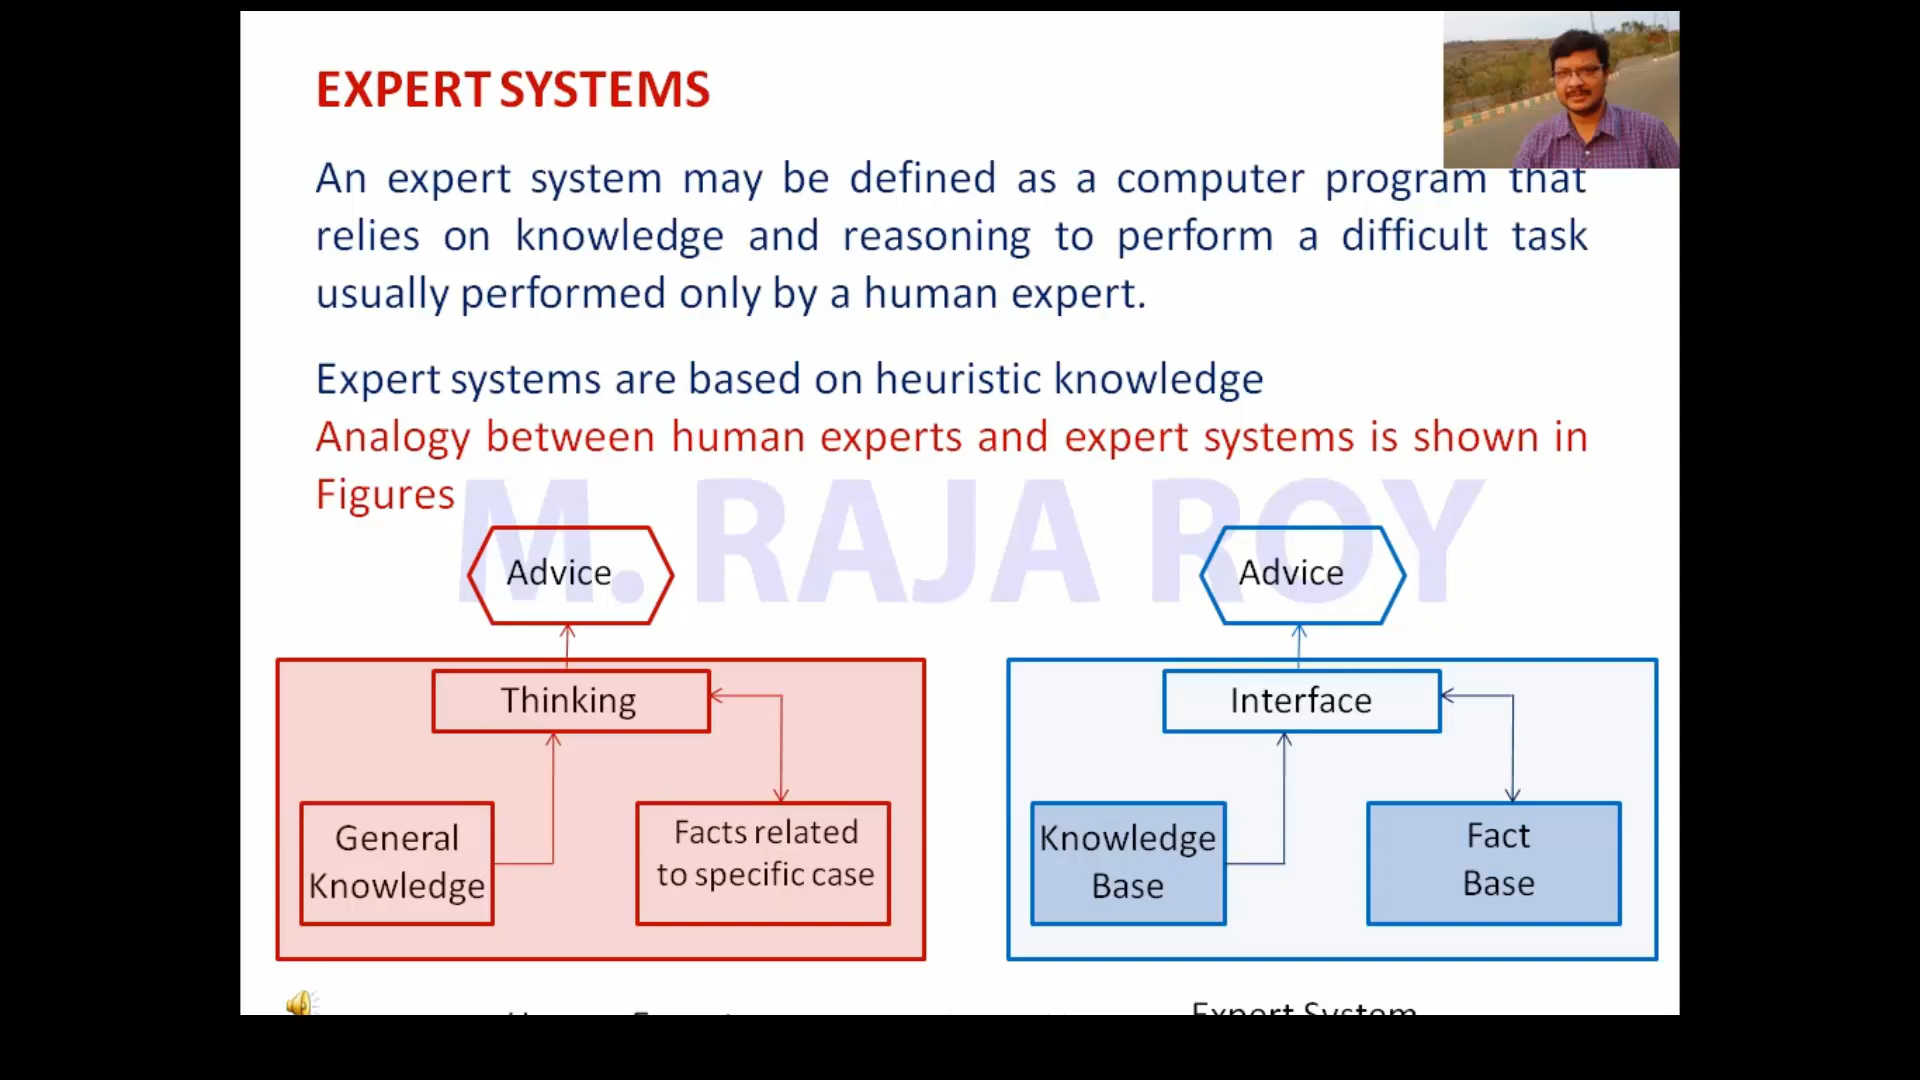 EXPERT SYSTEMS
An expert system may be defined as a computer program that
relies on knowledge and reasoning to perform a difficult task
usually performed only by a human expert.
Expert systems are based on heuristic knowledge
Analogy between human experts and expert systems is shown in
Figures
M. RAJA ROY
Advice
Thinking
General
Knowledge
Facts related
to specific case
Advice
Interface
Knowledge
Base
Fact
Base
Expert System